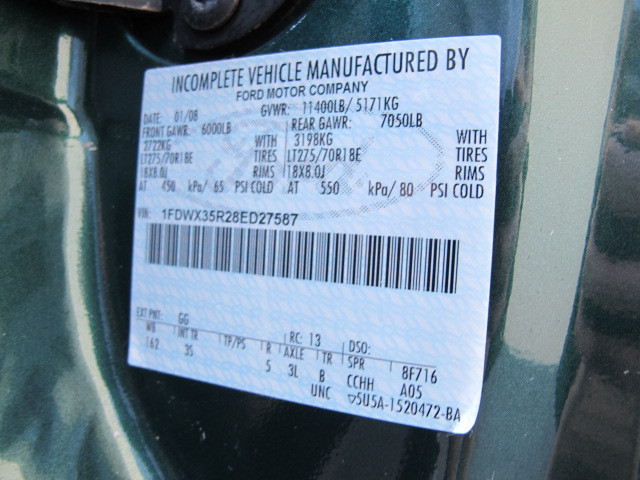 INCOMPLETE VEHICLE MANUFACTURED BY
FORD MOTOR COMPANY
DATE: 01/08 GVWR: 11400LB/ 5171KG
FRONT GAWR: 6000LB REAR GAWR: 7050LB
2722KG WITH 3198KG WITH
LT275/70R18E TIRES LT275/70R18E TIRES
18X8.0J RIMS 18X8.0J RIMS
AT 450 kPa/ 65 PSI COLD AT 550 kPa/ 80 PSI COLD
VIN: 1FDWX35R28ED27587
EXT PNT: GG RC: 13 DSO:
WB INT TR TP/PS R AXLE TR SPR 8F716
162 3S 5 3L B CCHH A05
UNC ▽5U5A-1520472-BA